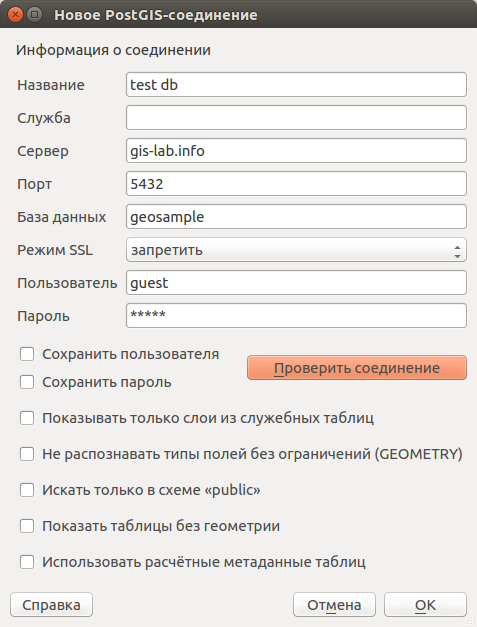 Новое PostGIS-соединение
Информация о соединении
Название test db
Служба
Сервер gis-lab.info
Порт 5432
База данных geosample
Режим SSL запретить
Пользователь guest
Пароль *****
Сохранить пользователя
Проверить соединение
Сохранить пароль
Показывать только слои из служебных таблиц
Не распознавать типы полей без ограничений (GEOMETRY)
Искать только в схеме «public»
Показать таблицы без геометрии
Использовать расчётные метаданные таблиц
Справка Отмена OK